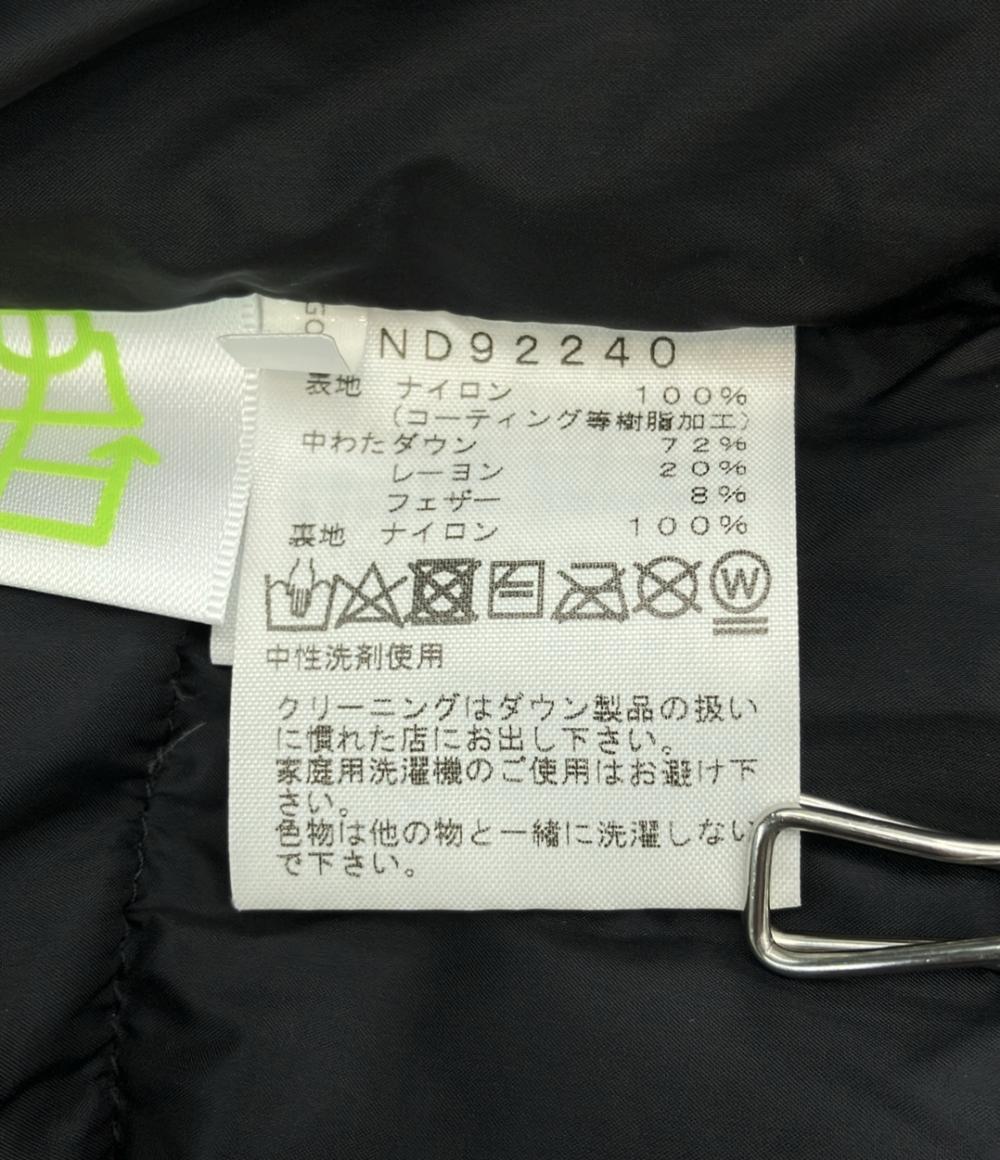 GO
ND92240
表地 ナイロン 100%
(コーティング等樹脂加工)
中わた ダウン 72%
レーヨン 20%
フェザー 8%
裏地 ナイロン 100%
W
中性洗剤使用
クリーニングはダウン製品の扱い
に慣れた店にお出し下さい。
家庭用洗濯機のご使用はお避け下
さい。
色物は他の物と一緒に洗濯しない
で下さい。